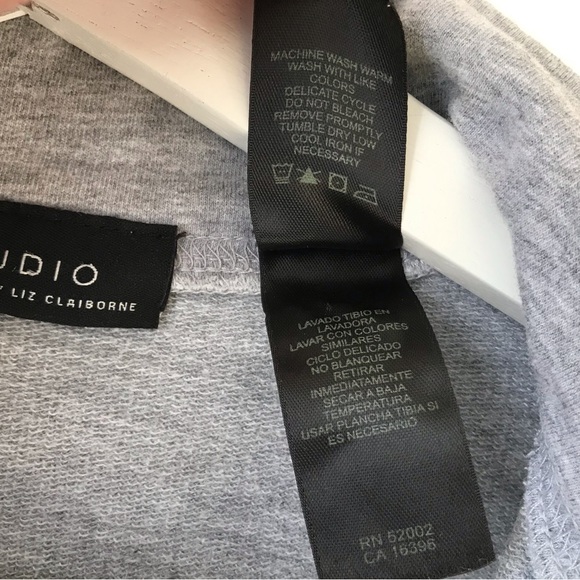 MACHINE WASH WARM
WASH WITH LIKE
COLORS
DELICATE CYCLE
DO NOT BLEACH
REMOVE PROMPTLY
TUMBLE DRY LOW
COOL IRON IF
NECESSARY
UDIO
Y LIZ CLAIBORNE
LAVADO TIBIO EN
LAVADORA
LAVAR CON COLORES
SIMILARES
CICLO DELICADO
NO BLANQUEAR
RETIRAR
INMEDIATAMENTE
SECAR A BAJA
TEMPERATURA
USAR PLANCHA TIBIA SI
ES NECESARIO
RN 52002
CA 16396